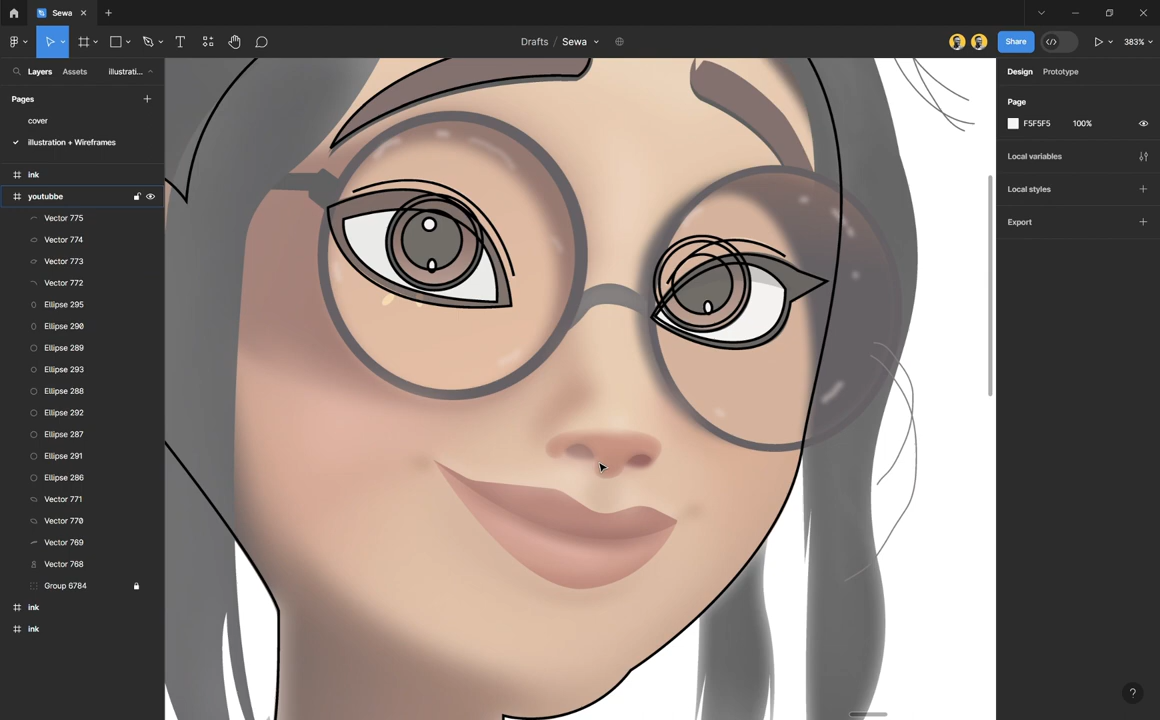 Sewa
Drafts / Sewa
Share
383%
Layers
Assets
illustrati...
Pages
cover
illustration + Wireframes
ink
youtubbe
Vector 775
Vector 774
Vector 773
Vector 772
Ellipse 295
Ellipse 290
Ellipse 289
Ellipse 293
Ellipse 288
Ellipse 292
Ellipse 287
Ellipse 291
Ellipse 286
Vector 771
Vector 770
Vector 769
Vector 768
Group 6784
ink
ink
Design
Prototype
Page
F5F5F5
100%
Local variables
Local styles
Export
?